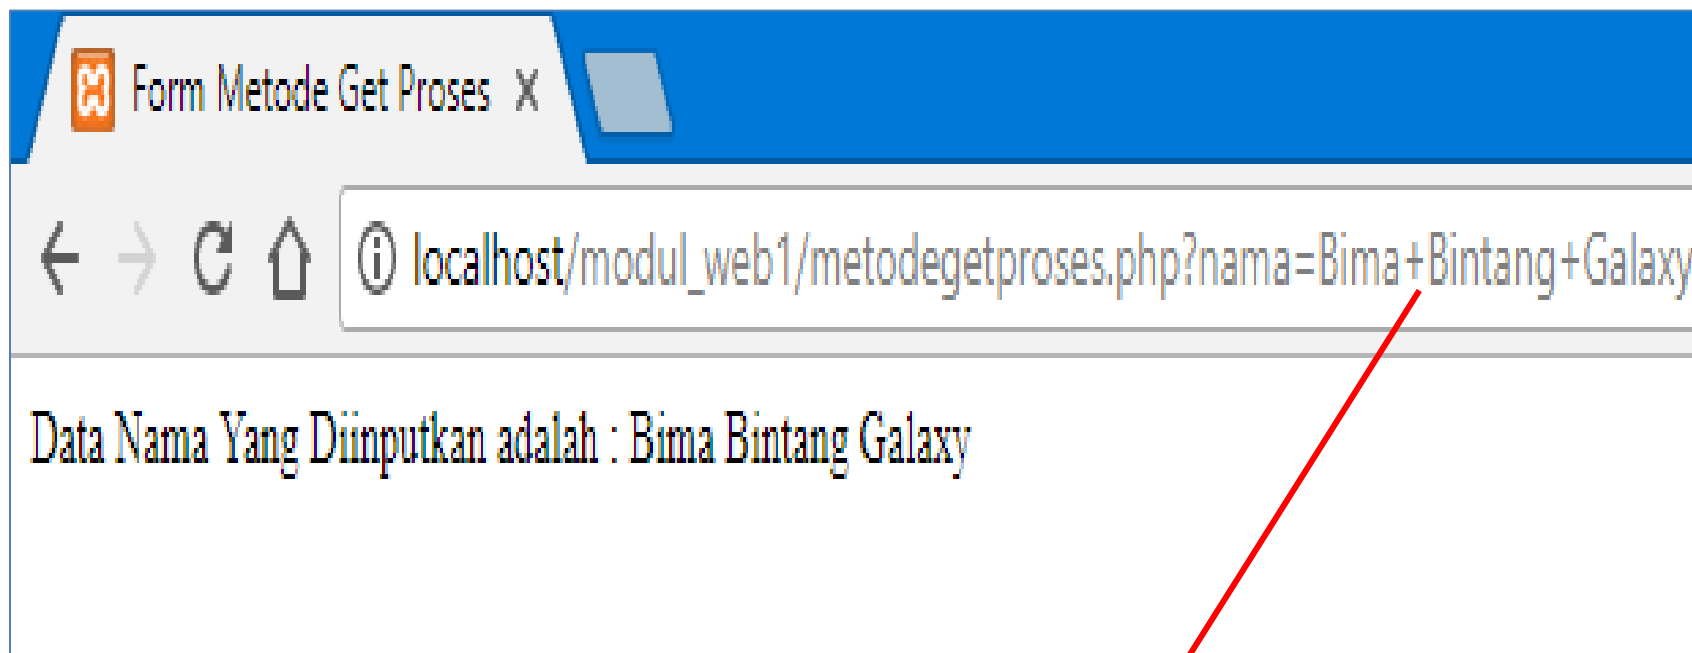 Form Metode Get Proses
localhost/modul_web1/metodegetproses.php?nama=Bima+Bintang+Galaxy
Data Nama Yang Diinputkan adalah : Bima Bintang Galaxy